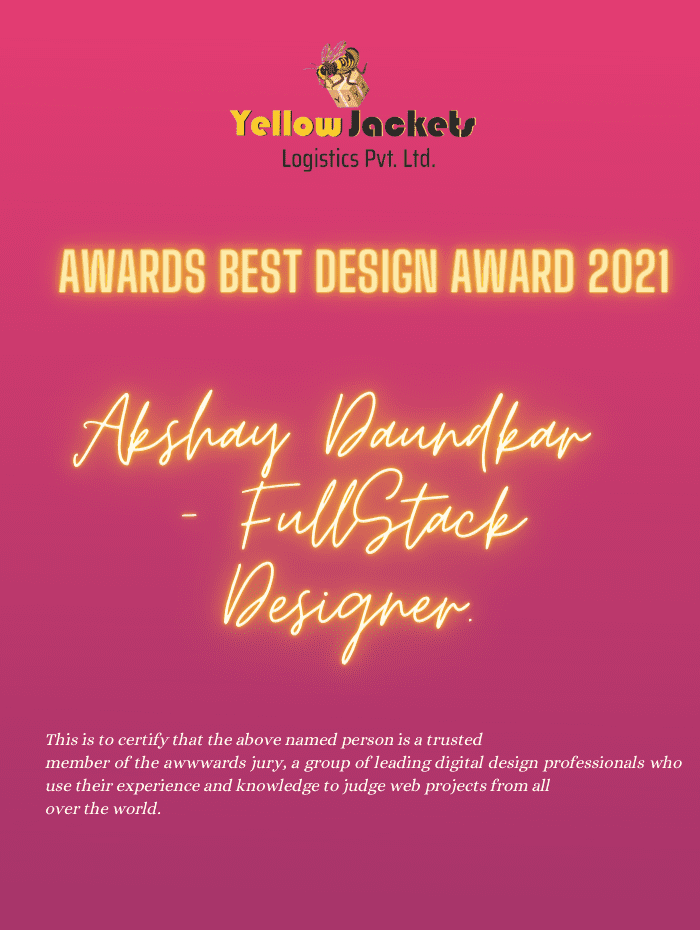 Yellow Jackets
Logistics Pvt. Ltd.
AWARDS BEST DESIGN AWARD 2021
Akshay Daundkar
- FullStack
Designer.
This is to certify that the above named person is a trusted
member of the awwwards jury, a group of leading digital design professionals who
use their experience and knowledge to judge web projects from all
over the world.